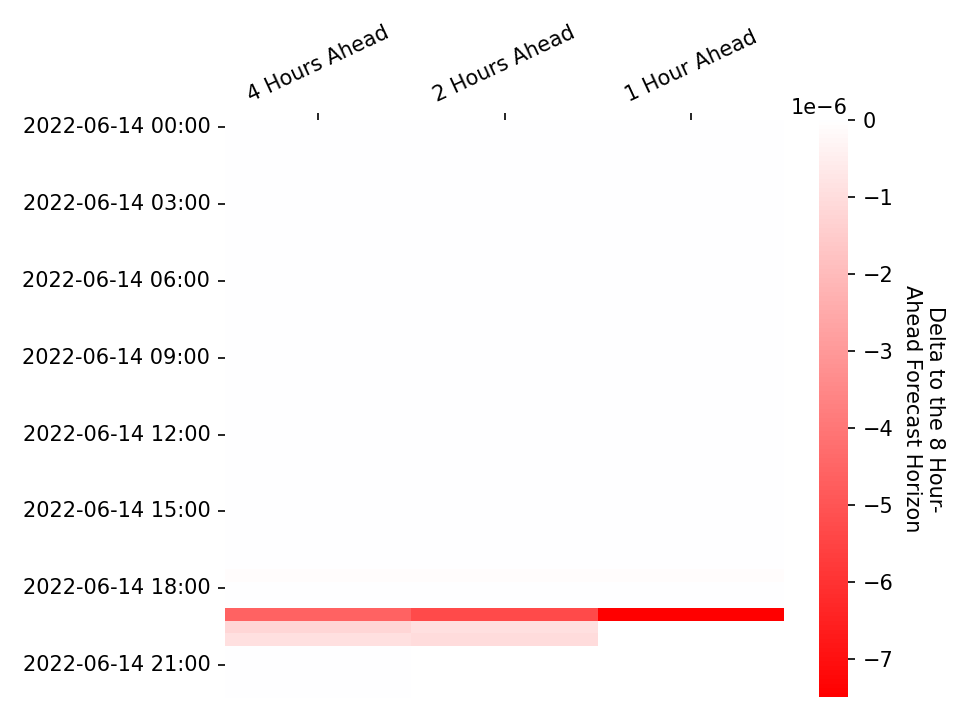 4 Hours Ahead
2 Hours Ahead
1 Hour Ahead
1e−6
2022-06-14 00:00
2022-06-14 03:00
2022-06-14 06:00
2022-06-14 09:00
2022-06-14 12:00
2022-06-14 15:00
2022-06-14 18:00
2022-06-14 21:00
0
−1
−2
−3
−4
−5
−6
−7
Delta to the 8 Hour-
Ahead Forecast Horizon